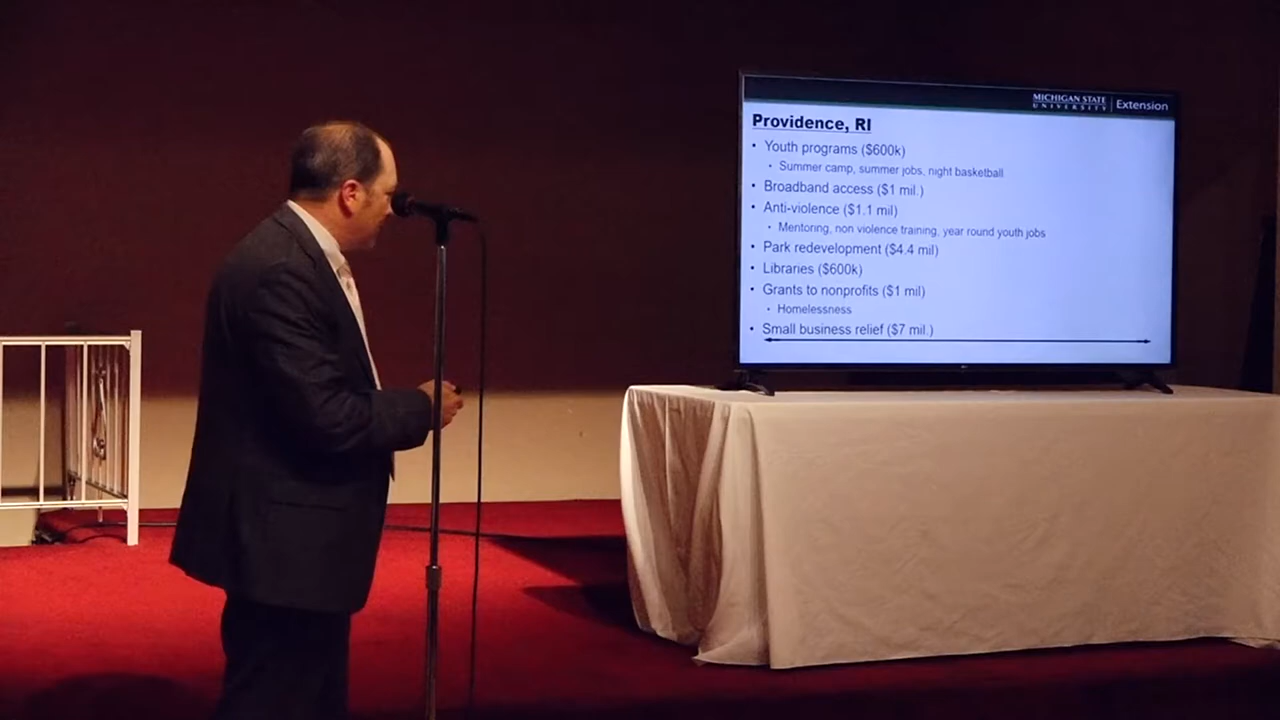 MICHIGAN STATE
UNIVERSITY
Extension
Providence, RI
• Youth programs ($600k)
• Summer camp, summer jobs, night basketball
• Broadband access ($1 mil.)
• Anti-violence ($1.1 mil)
• Mentoring, non violence training, year round youth jobs
• Park redevelopment ($4.4 mil)
• Libraries ($600k)
• Grants to nonprofits ($1 mil)
• Homelessness
• Small business relief ($7 mil.)